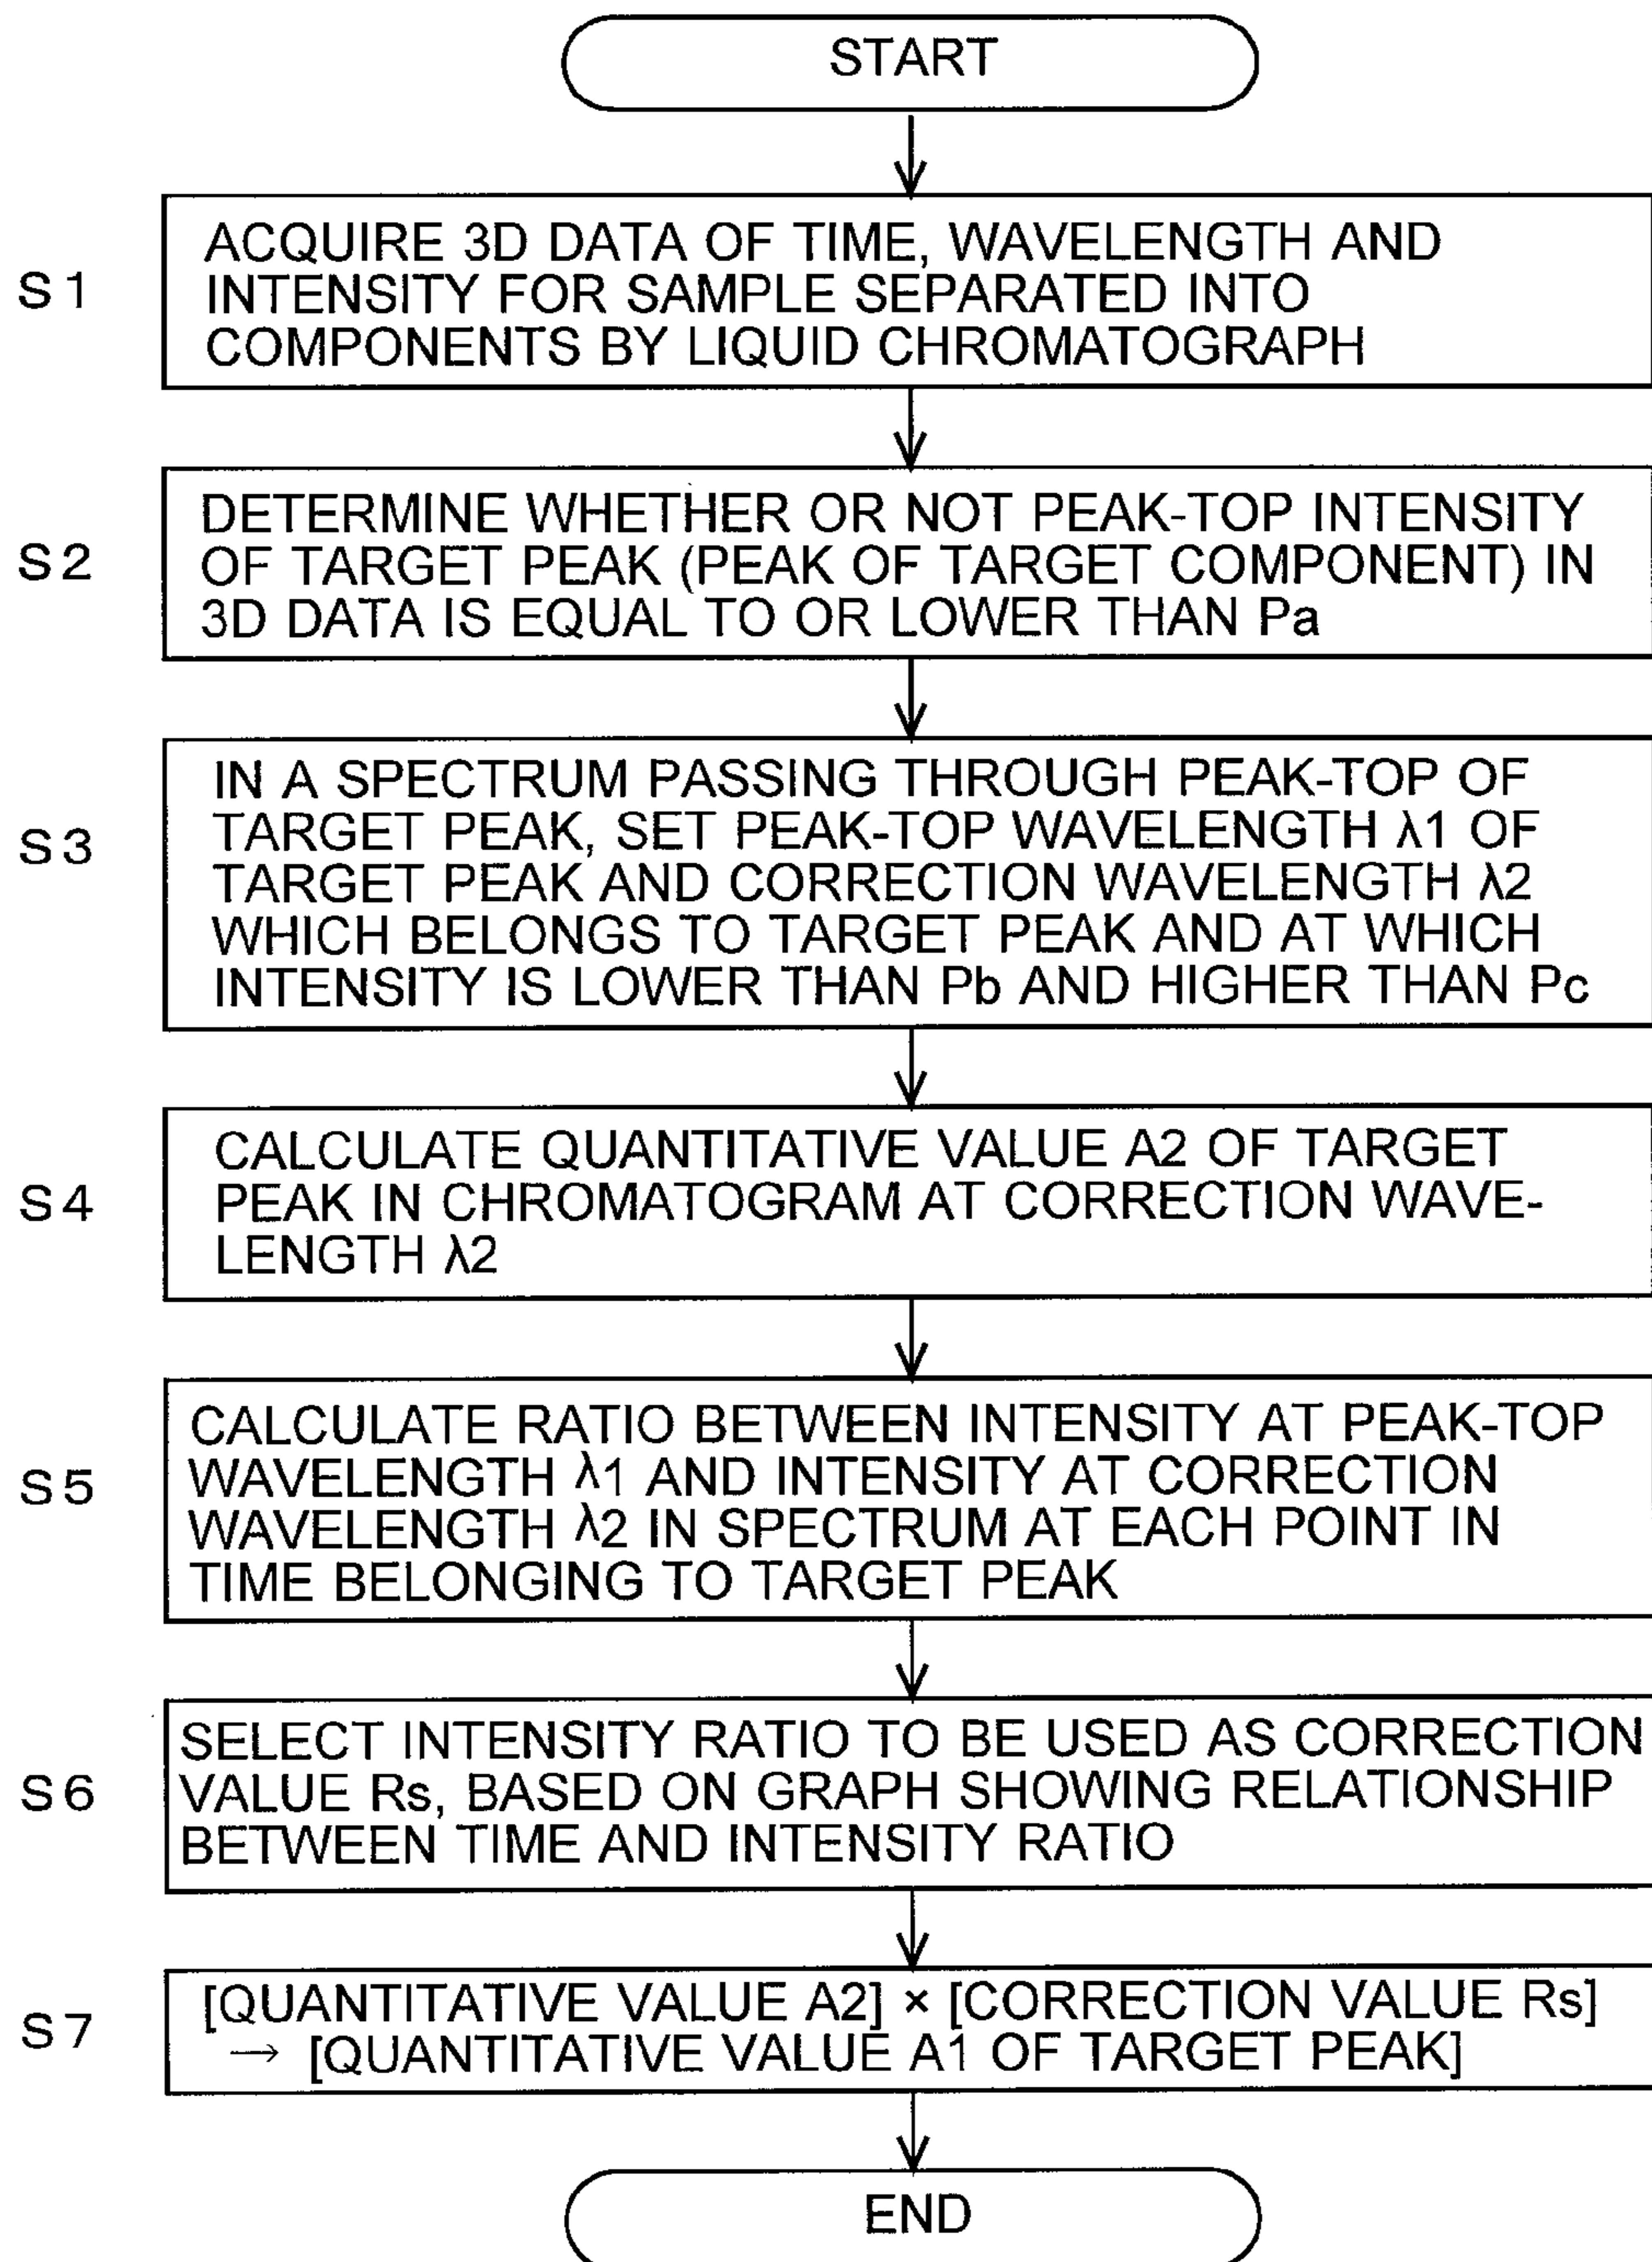 START
S1
ACQUIRE 3D DATA OF TIME, WAVELENGTH AND
INTENSITY FOR SAMPLE SEPARATED INTO
COMPONENTS BY LIQUID CHROMATOGRAPH
S2
DETERMINE WHETHER OR NOT PEAK-TOP INTENSITY
OF TARGET PEAK (PEAK OF TARGET COMPONENT) IN
3D DATA IS EQUAL TO OR LOWER THAN Pa
S3
IN A SPECTRUM PASSING THROUGH PEAK-TOP OF
TARGET PEAK, SET PEAK-TOP WAVELENGTH λ1 OF
TARGET PEAK AND CORRECTION WAVELENGTH λ2
WHICH BELONGS TO TARGET PEAK AND AT WHICH
INTENSITY IS LOWER THAN Pb AND HIGHER THAN Pc
S4
CALCULATE QUANTITATIVE VALUE A2 OF TARGET
PEAK IN CHROMATOGRAM AT CORRECTION WAVE-
LENGTH λ2
S5
CALCULATE RATIO BETWEEN INTENSITY AT PEAK-TOP
WAVELENGTH λ1 AND INTENSITY AT CORRECTION
WAVELENGTH λ2 IN SPECTRUM AT EACH POINT IN
TIME BELONGING TO TARGET PEAK
S6
SELECT INTENSITY RATIO TO BE USED AS CORRECTION
VALUE Rs, BASED ON GRAPH SHOWING RELATIONSHIP
BETWEEN TIME AND INTENSITY RATIO
S7
[QUANTITATIVE VALUE A2] × [CORRECTION VALUE Rs]
→ [QUANTITATIVE VALUE A1 OF TARGET PEAK]
END